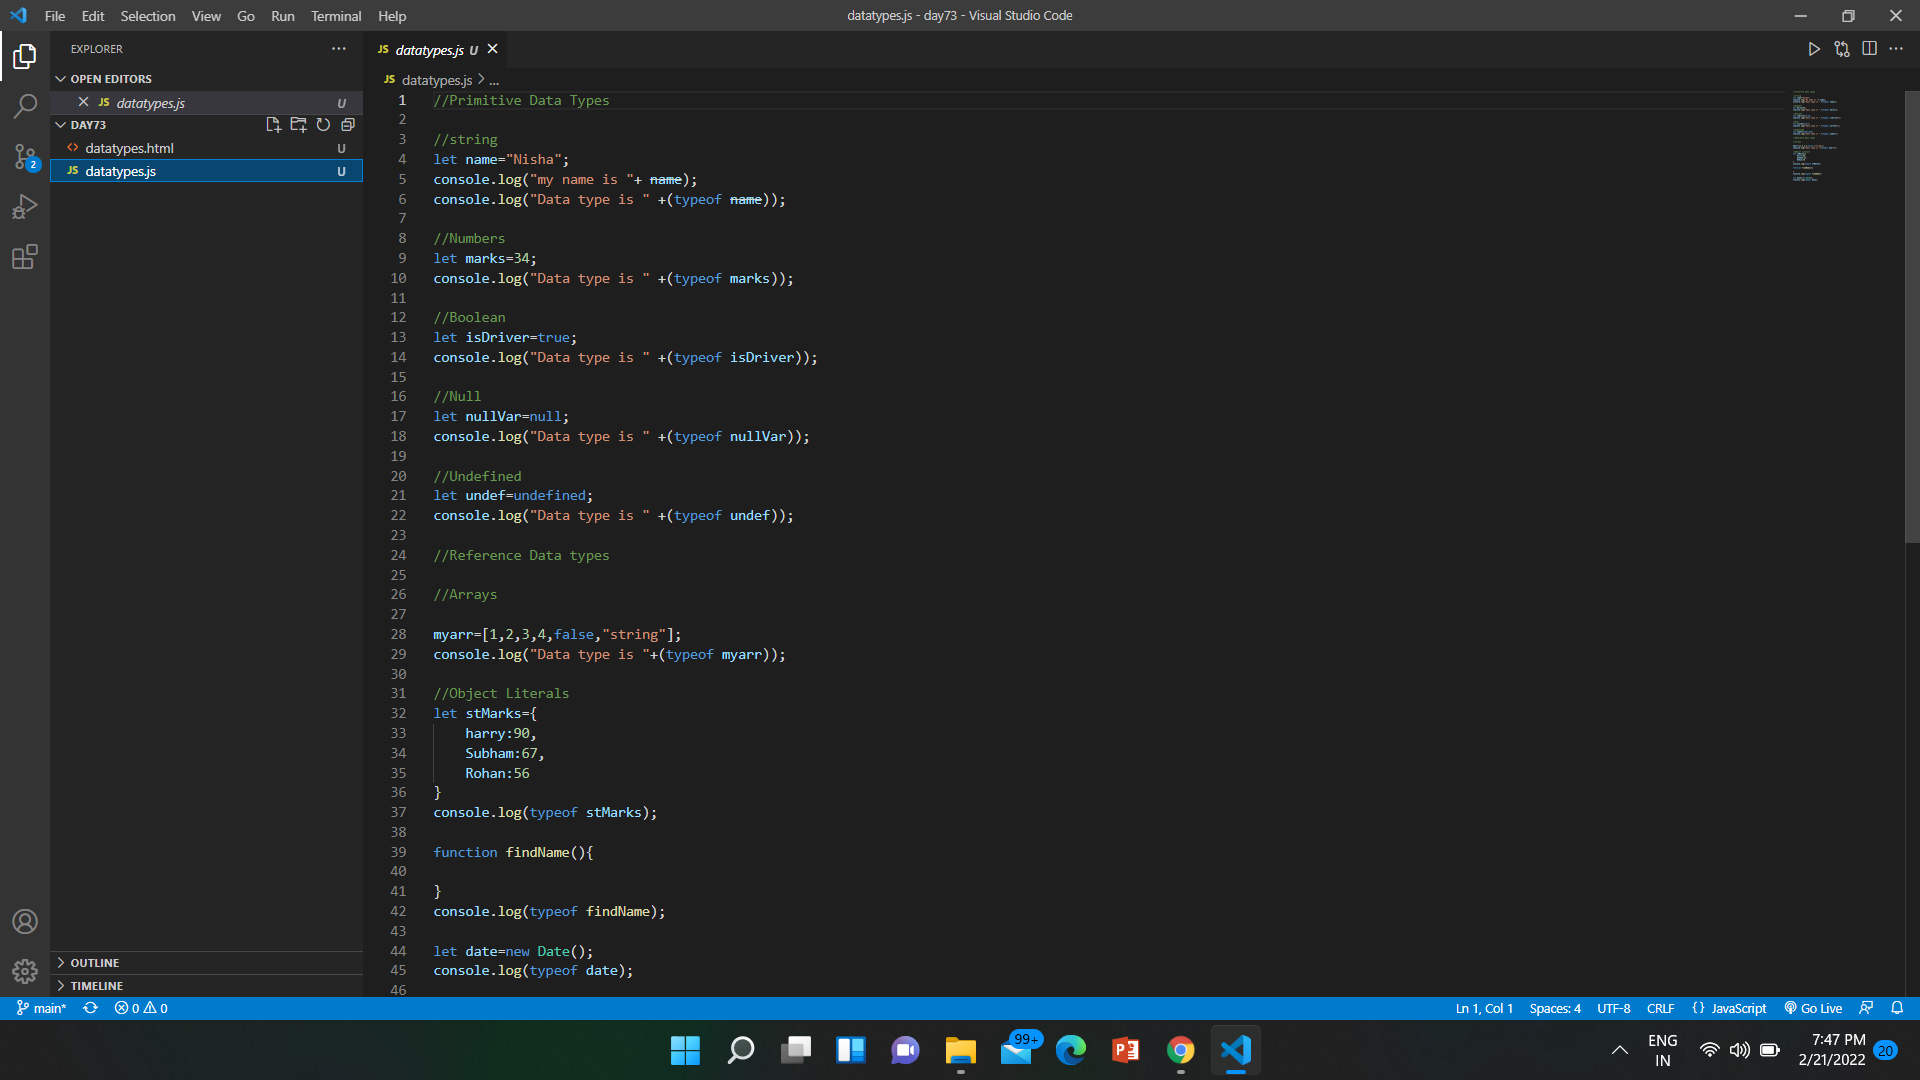 File Edit Selection View Go Run Terminal Help
datatypes.js - day73 - Visual Studio Code
EXPLORER
OPEN EDITORS
JS datatypes.js U
DAY73
<> datatypes.html U
JS datatypes.js U
2
OUTLINE
TIMELINE
JS datatypes.js U
JS datatypes.js > ...
1 //Primitive Data Types
2
3 //string
4 let name="Nisha";
5 console.log("my name is "+ name);
6 console.log("Data type is " +(typeof name));
7
8 //Numbers
9 let marks=34;
10 console.log("Data type is " +(typeof marks));
11
12 //Boolean
13 let isDriver=true;
14 console.log("Data type is " +(typeof isDriver));
15
16 //Null
17 let nullVar=null;
18 console.log("Data type is " +(typeof nullVar));
19
20 //Undefined
21 let undef=undefined;
22 console.log("Data type is " +(typeof undef));
23
24 //Reference Data types
25
26 //Arrays
27
28 myarr=[1,2,3,4,false,"string"];
29 console.log("Data type is "+(typeof myarr));
30
31 //Object Literals
32 let stMarks={
33     harry:90,
34     Subham:67,
35     Rohan:56
36 }
37 console.log(typeof stMarks);
38
39 function findName(){
40
41 }
42 console.log(typeof findName);
43
44 let date=new Date();
45 console.log(typeof date);
46
main* 0 0
Ln 1, Col 1 Spaces: 4 UTF-8 CRLF {} JavaScript Go Live
99+
ENG
IN
7:47 PM
2/21/2022
20